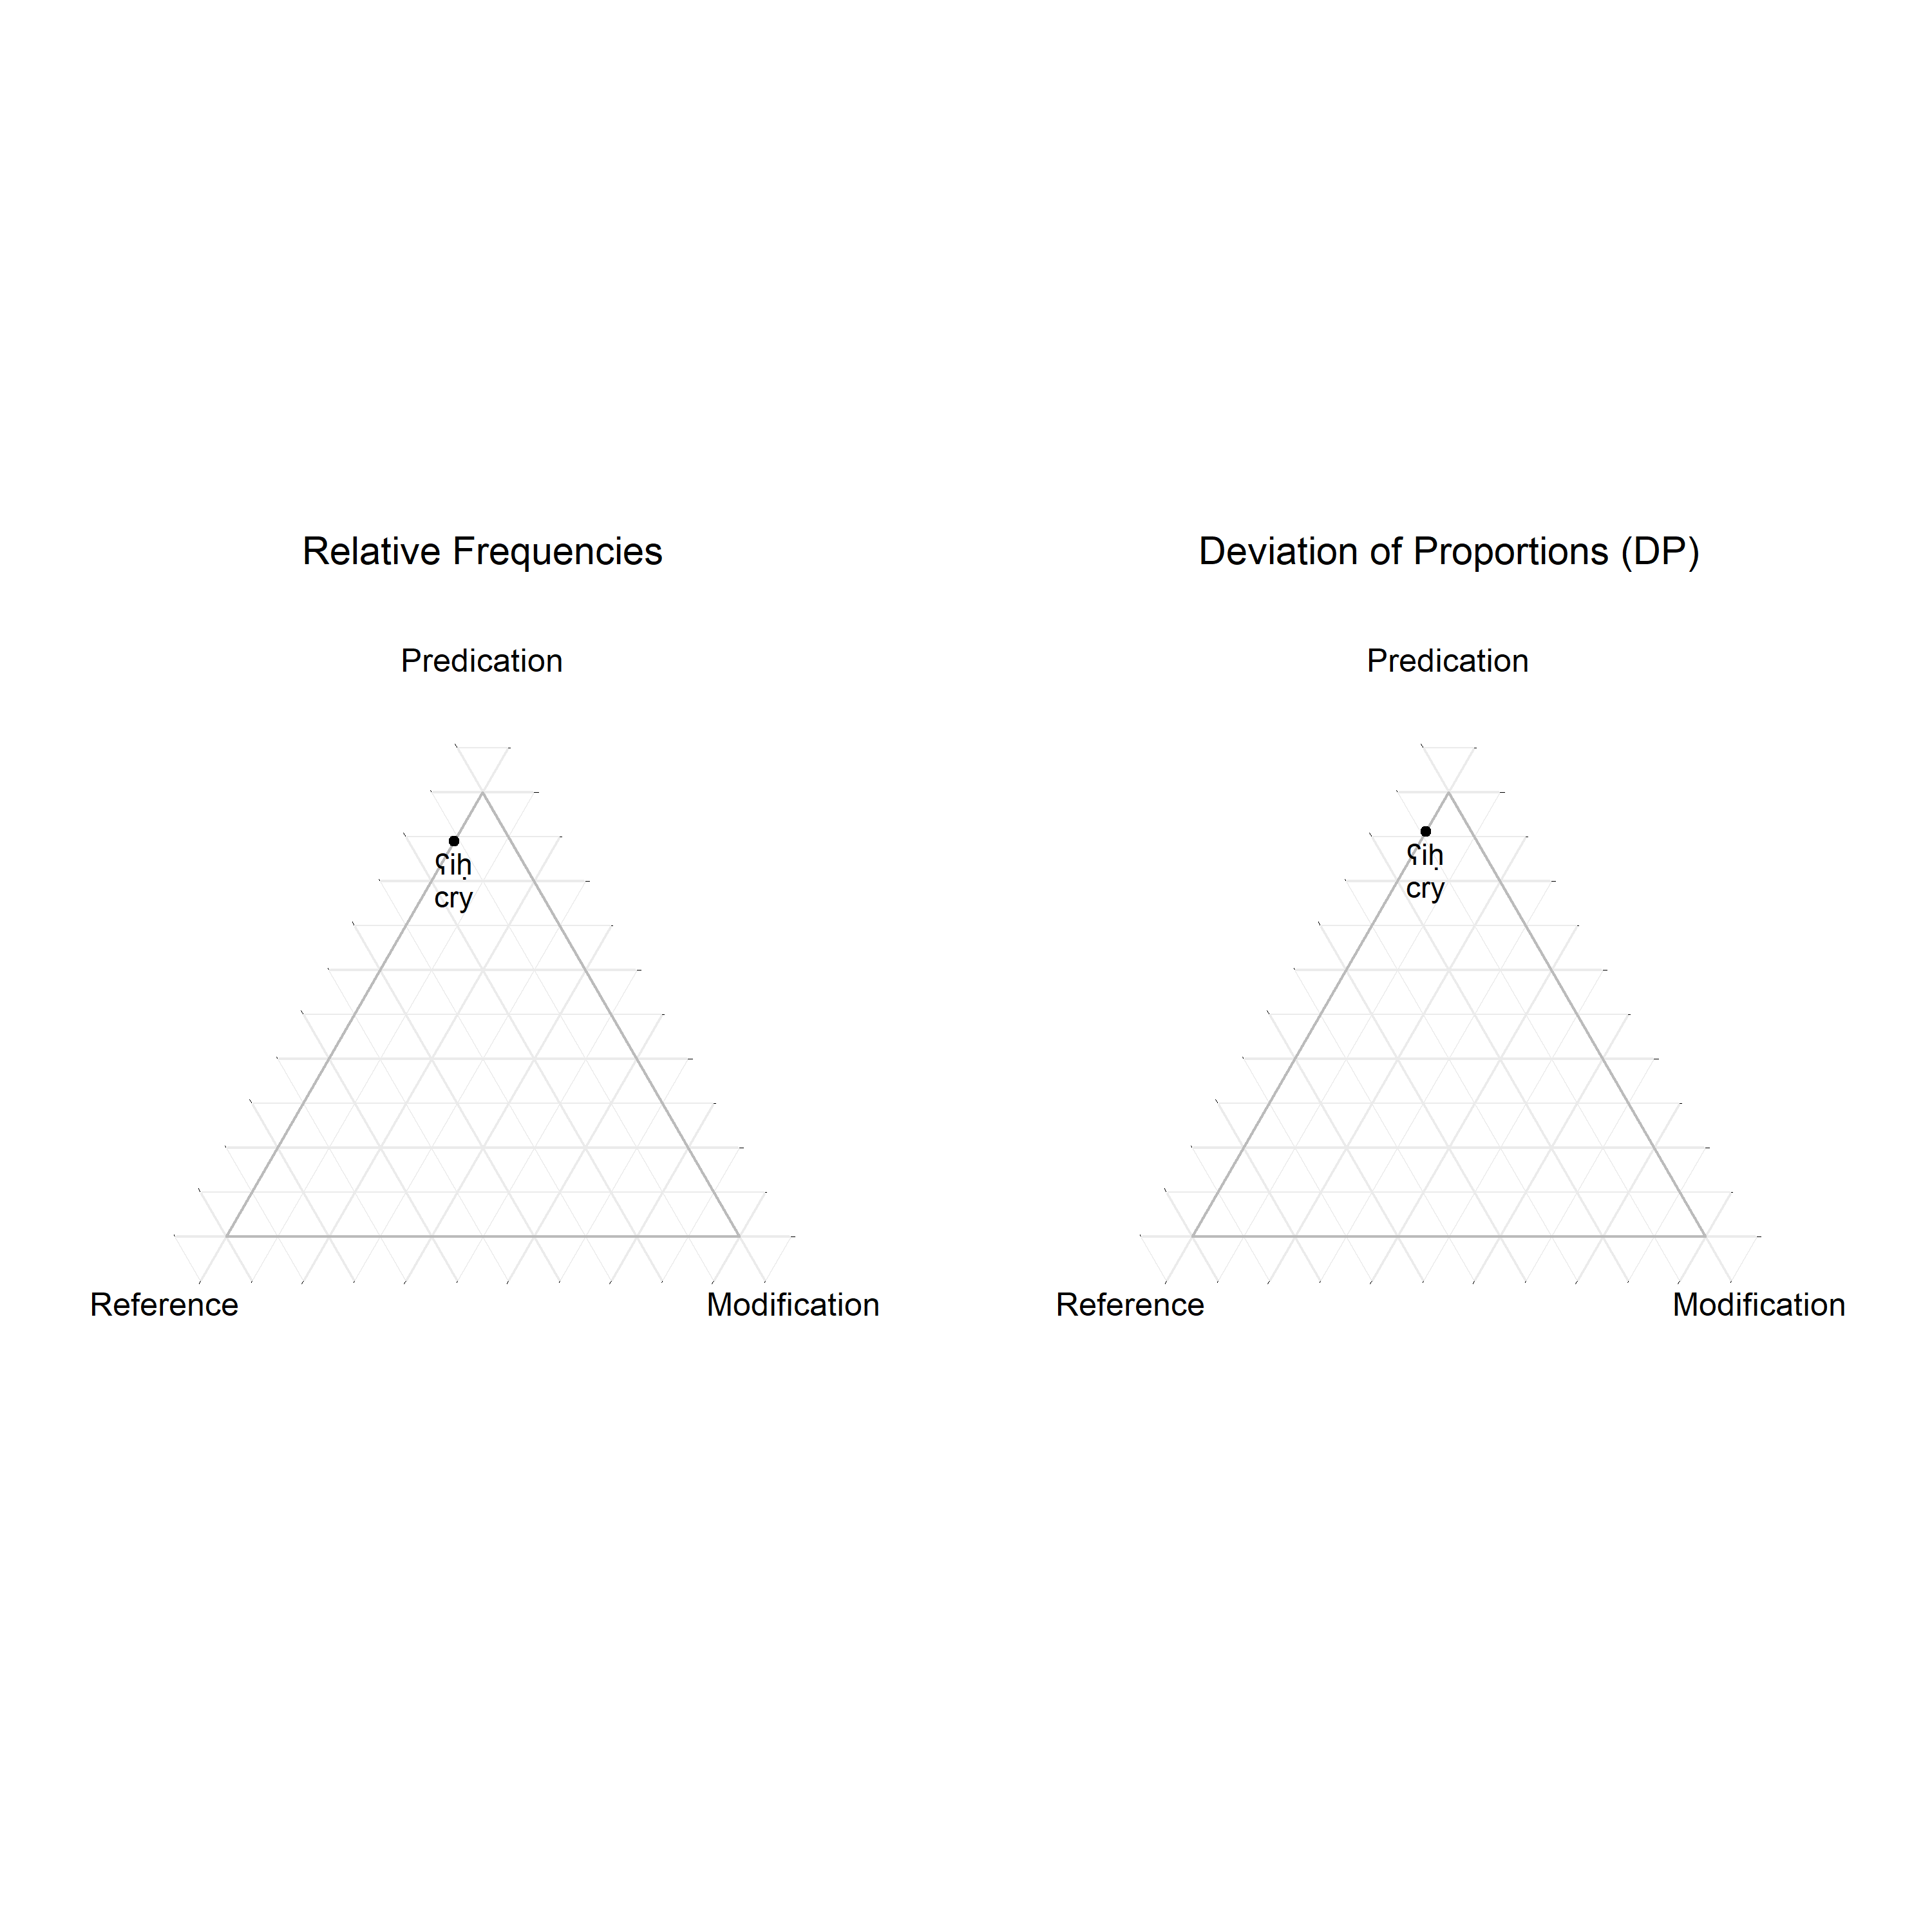 Relative Frequencies
Predication
ʕiḥ
cry
Reference
Modification
Deviation of Proportions (DP)
Predication
ʕiḥ
cry
Reference
Modification